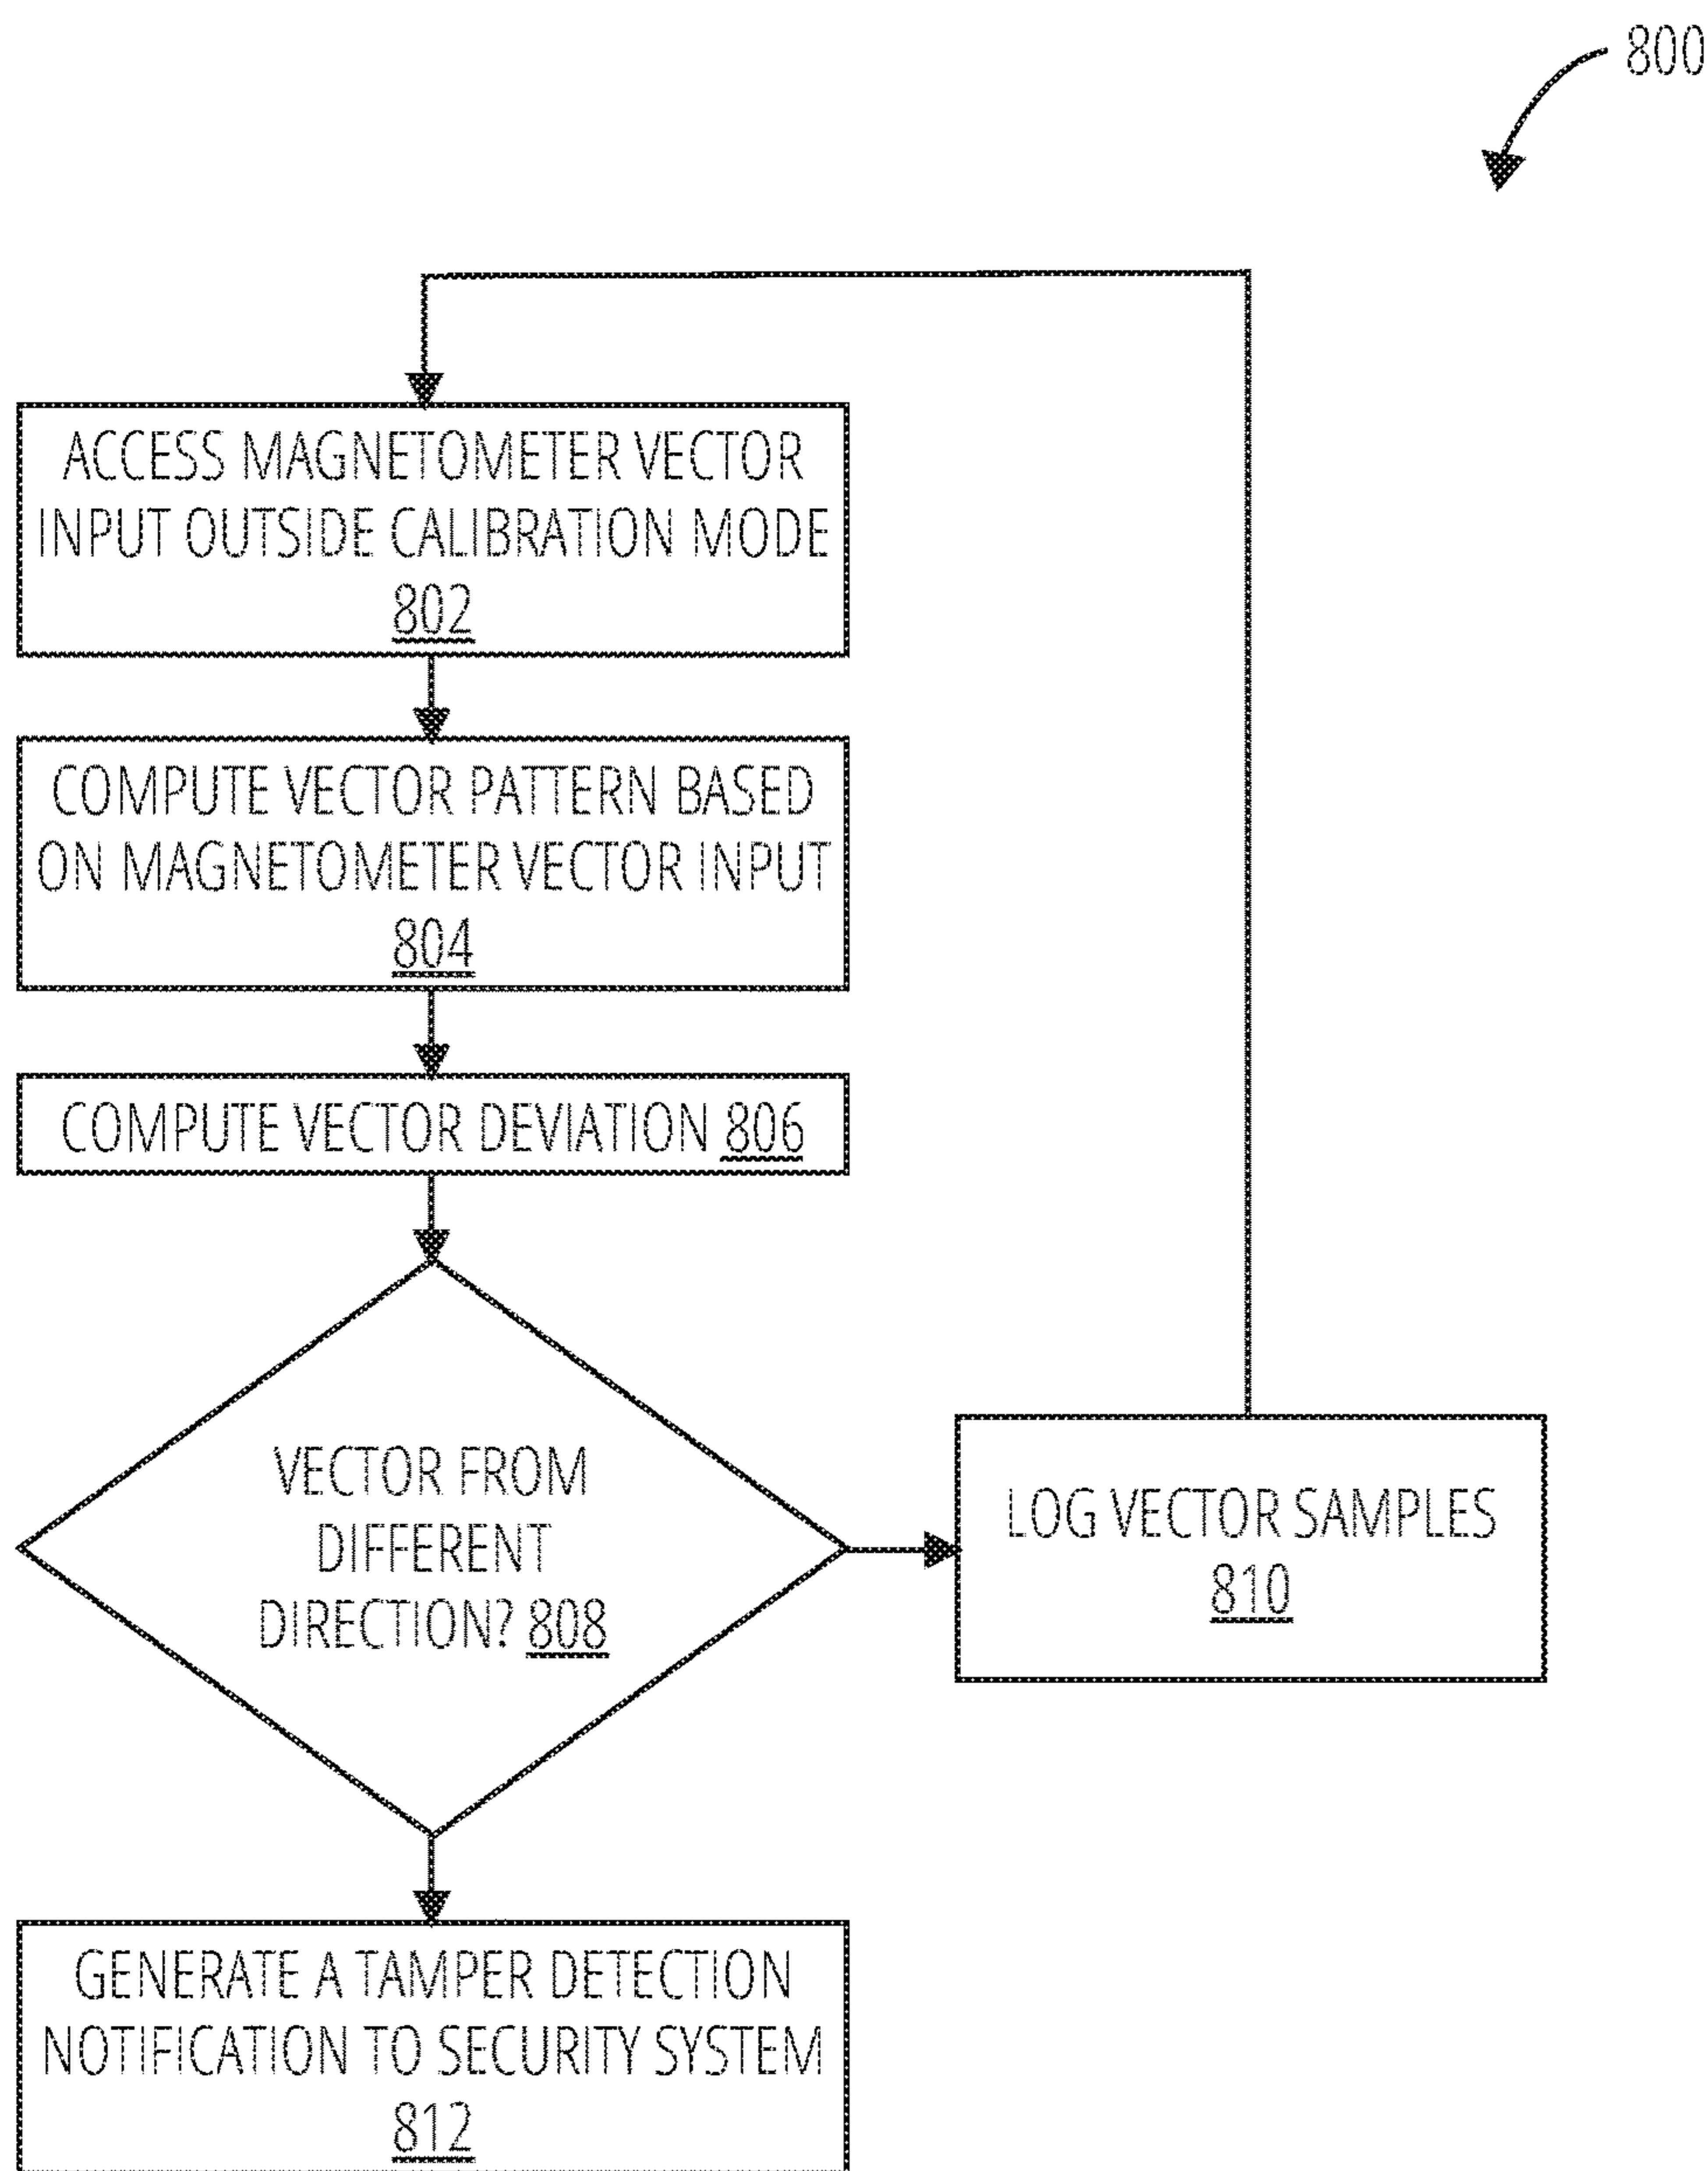 800
ACCESS MAGNETOMETER VECTOR
INPUT OUTSIDE CALIBRATION MODE
802
COMPUTE VECTOR PATTERN BASED
ON MAGNETOMETER VECTOR INPUT
804
COMPUTE VECTOR DEVIATION 806
VECTOR FROM
DIFFERENT
DIRECTION? 808
LOG VECTOR SAMPLES
810
GENERATE A TAMPER DETECTION
NOTIFICATION TO SECURITY SYSTEM
812